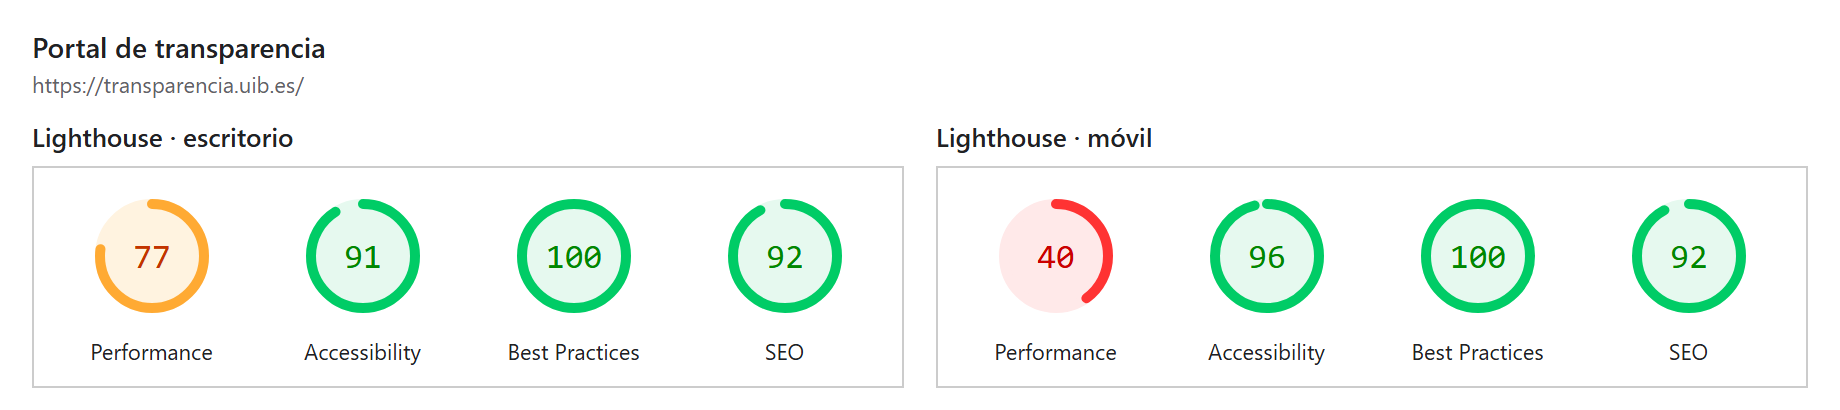 Portal de transparencia
https://transparencia.uib.es/
Lighthouse · escritorio
77 91 100 92
Performance Accessibility Best Practices SEO
Lighthouse · móvil
40 96 100 92
Performance Accessibility Best Practices SEO